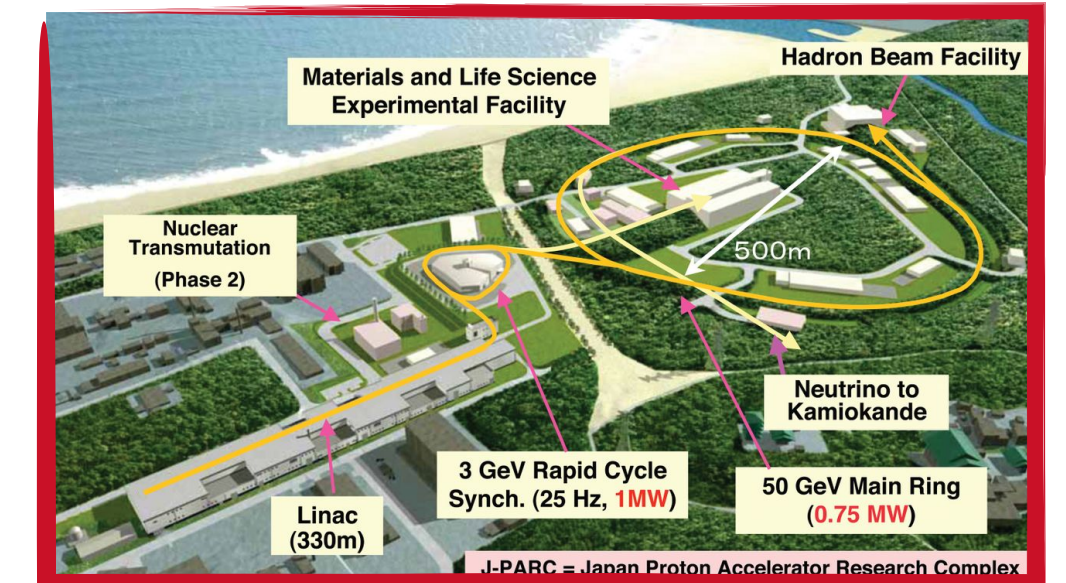 Hadron Beam Facility
Materials and Life Science
Experimental Facility
Nuclear
Transmutation
(Phase 2)
500m
Neutrino to
Kamiokande
3 GeV Rapid Cycle
Synch. (25 Hz, 1MW)
50 GeV Main Ring
(0.75 MW)
Linac
(330m)
J-PARC = Japan Proton Accelerator Research Complex